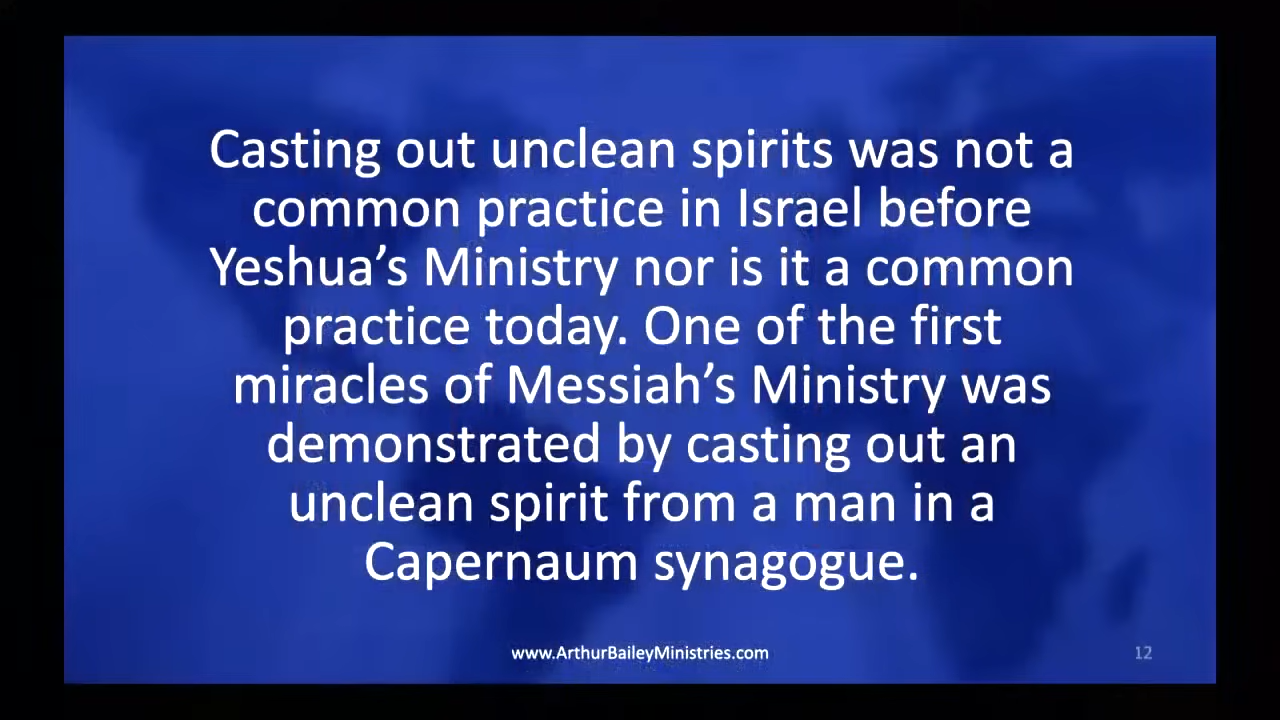 Casting out unclean spirits was not a
common practice in Israel before
Yeshua’s Ministry nor is it a common
practice today. One of the first
miracles of Messiah’s Ministry was
demonstrated by casting out an
unclean spirit from a man in a
Capernaum synagogue.
www.ArthurBaileyMinistries.com
12